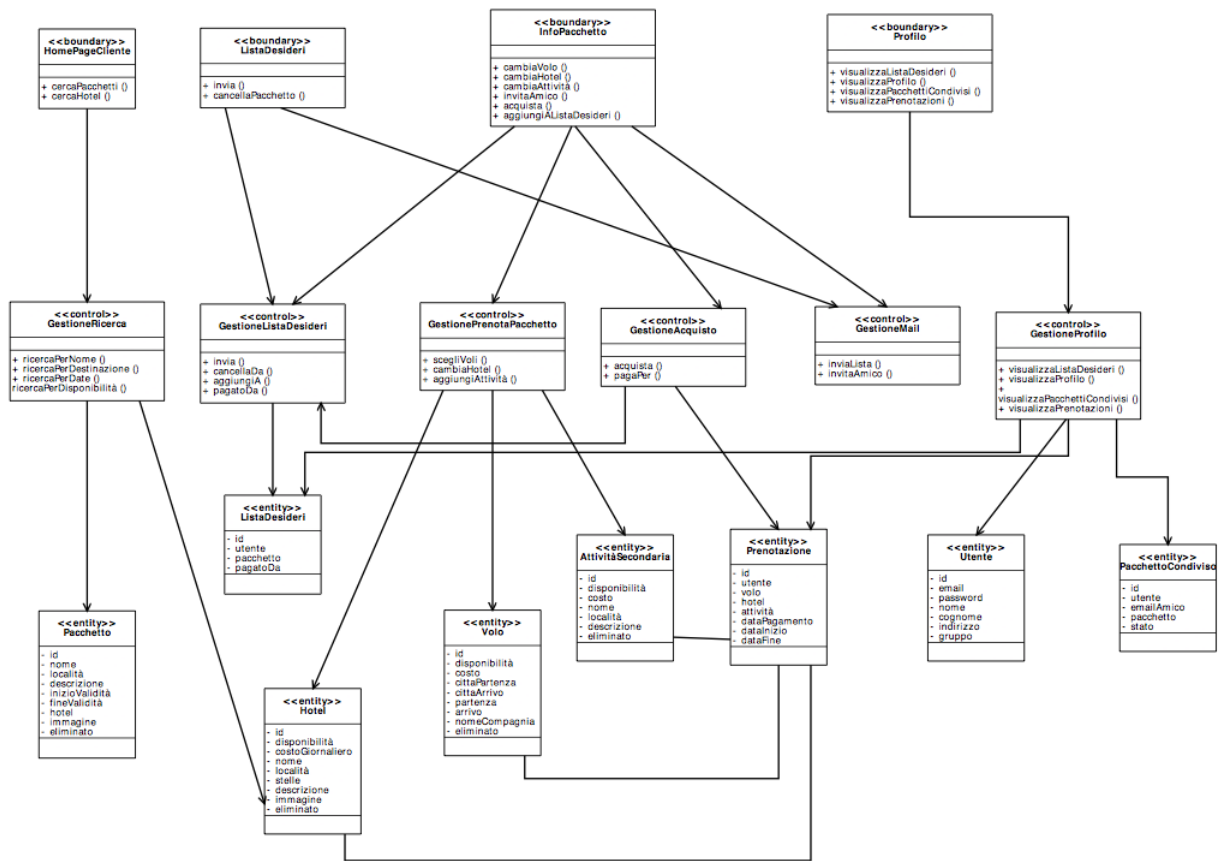 <<boundary>>
HomePageCliente
+ cercaPacchetti ()
+ cercaHotel ()
<<boundary>>
ListaDesideri
+ invia ()
+ cancellaPacchetto ()
<<boundary>>
InfoPacchetto
+ cambiaVolo ()
+ cambiaHotel ()
+ cambiaAttività ()
+ invitaAmico ()
+ acquista ()
+ aggiungiAListaDesideri ()
<<boundary>>
Profilo
+ visualizzaListaDesideri ()
+ visualizzaProfilo ()
+ visualizzaPacchettiCondivisi ()
+ visualizzaPrenotazioni ()
<<control>>
GestioneRicerca
+ ricercaPerNome ()
+ ricercaPerDestinazione ()
+ ricercaPerDate ()
ricercaPerDisponibilità ()
<<control>>
GestioneListaDesideri
+ invia ()
+ cancellaDa ()
+ aggiungiA ()
+ pagatoDa ()
<<control>>
GestionePrenotaPacchetto
+ scegliVoli ()
+ cambiaHotel ()
+ aggiungiAttività ()
<<control>>
GestioneAcquisto
+ acquista ()
+ pagaPer ()
<<control>>
GestioneMail
+ inviaLista ()
+ invitaAmico ()
<<control>>
GestioneProfilo
+ visualizzaListaDesideri ()
+ visualizzaProfilo ()
+
visualizzaPacchettiCondivisi ()
+ visualizzaPrenotazioni ()
<<entity>>
ListaDesideri
- id
- utente
- pacchetto
- pagatoDa
<<entity>>
AttivitàSecondaria
- id
- disponibilità
- costo
- nome
- località
- descrizione
- eliminato
<<entity>>
Prenotazione
- id
- utente
- volo
- hotel
- attività
- dataPagamento
- dataInizio
- dataFine
<<entity>>
Utente
- id
- email
- password
- nome
- cognome
- indirizzo
- gruppo
<<entity>>
PacchettoCondiviso
- id
- utente
- emailAmico
- pacchetto
- stato
<<entity>>
Pacchetto
- id
- nome
- località
- descrizione
- inizioValidità
- fineValidità
- hotel
- immagine
- eliminato
<<entity>>
Volo
- id
- disponibilità
- costo
- cittaPartenza
- cittaArrivo
- partenza
- arrivo
- nomeCompagnia
- eliminato
<<entity>>
Hotel
- id
- disponibilità
- costoGiornaliero
- nome
- località
- stelle
- descrizione
- immagine
- eliminato